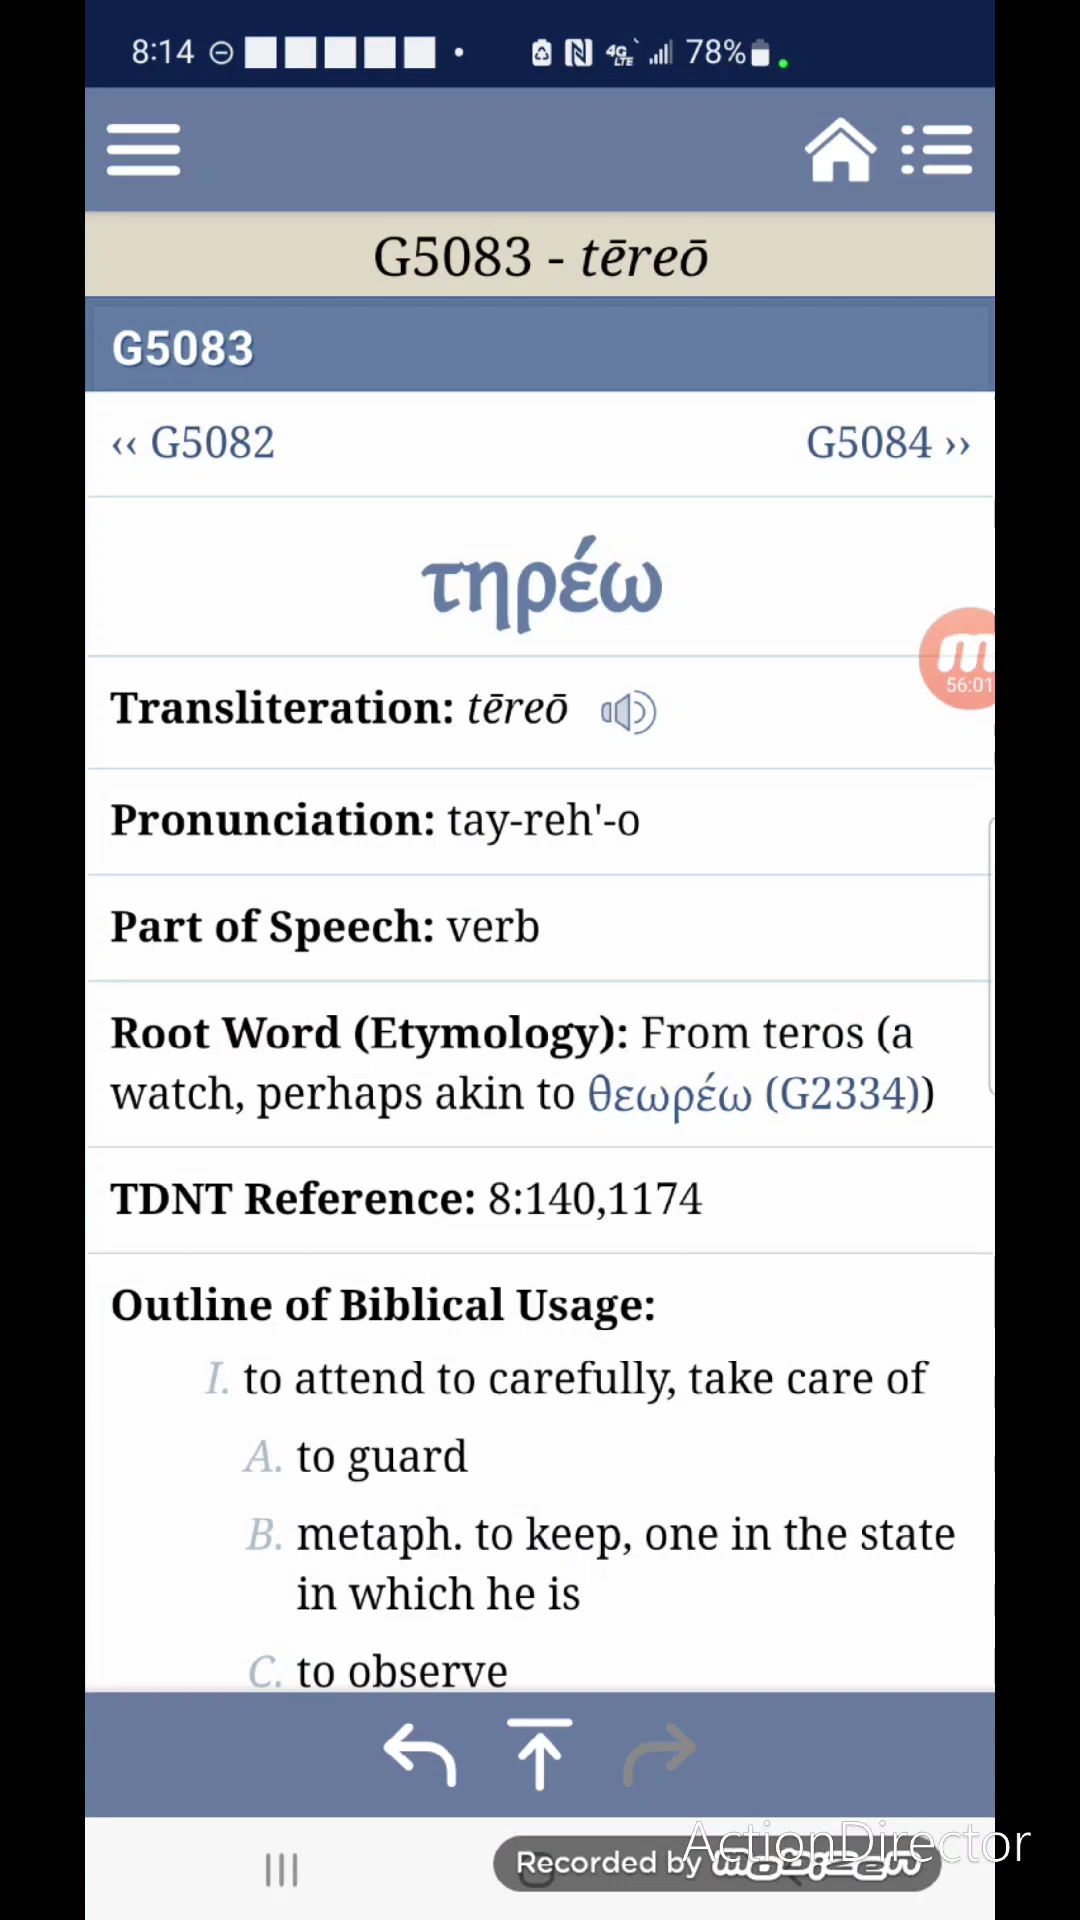 8:14 78%
G5083 - tēreō
G5083
‹‹ G5082 G5084 ››
τηρέω
56:01
Transliteration: tēreō
Pronunciation: tay-reh'-o
Part of Speech: verb
Root Word (Etymology): From teros (a
watch, perhaps akin to θεωρέω (G2334))
TDNT Reference: 8:140,1174
Outline of Biblical Usage:
I. to attend to carefully, take care of
A. to guard
B. metaph. to keep, one in the state
in which he is
C. to observe
ActionDirector
Recorded by mobizen